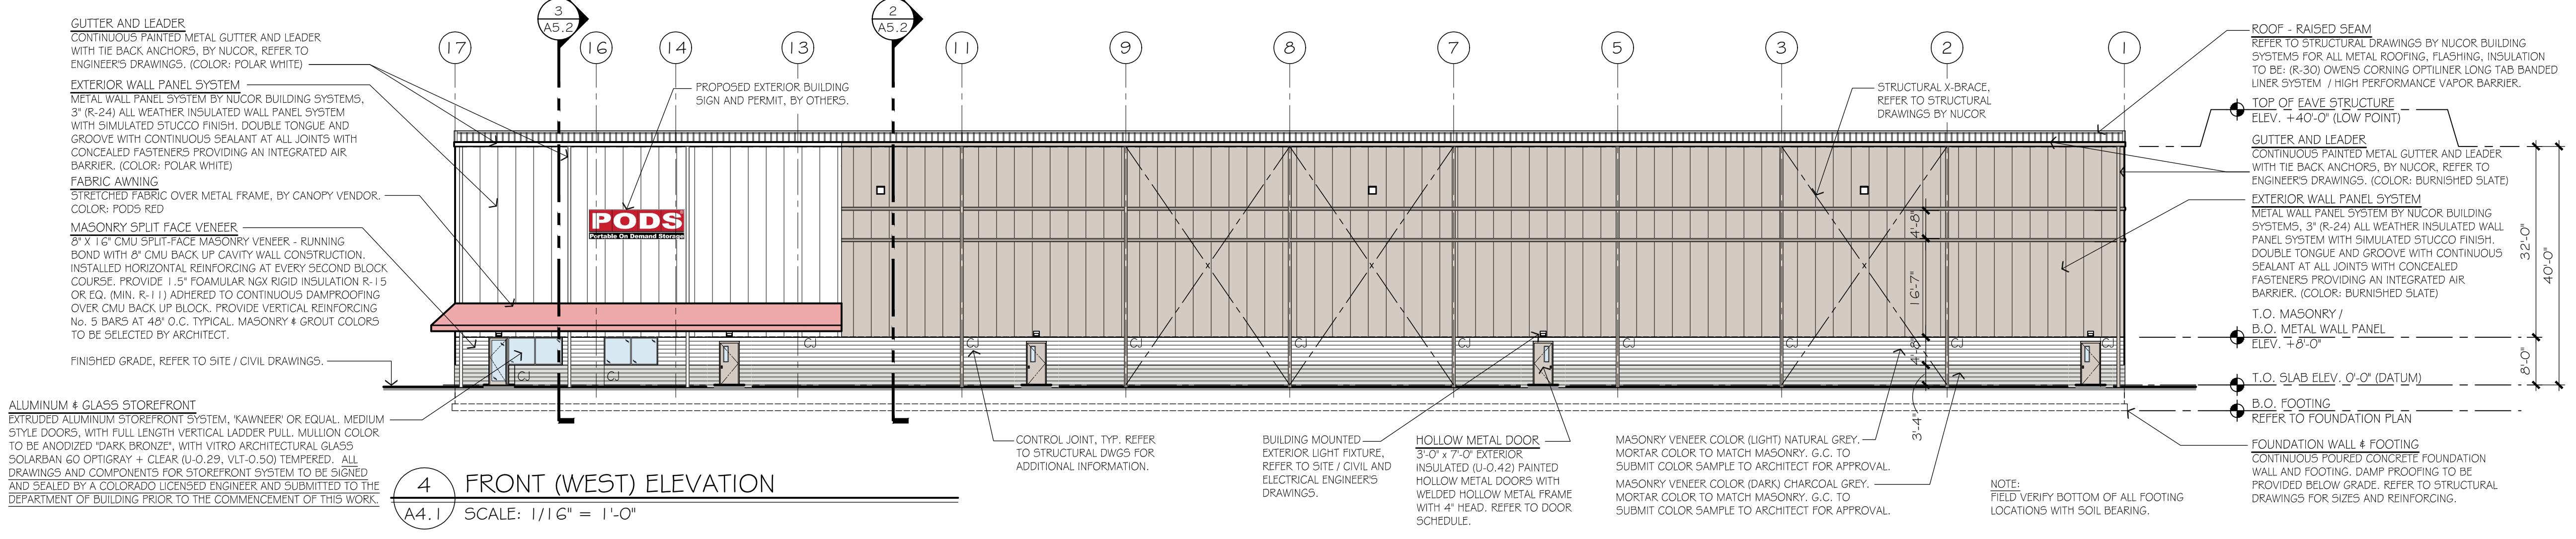 GUTTER AND LEADER
CONTINUOUS PAINTED METAL GUTTER AND LEADER
WITH TIE BACK ANCHORS, BY NUCOR, REFER TO
ENGINEER'S DRAWINGS. (COLOR: POLAR WHITE)
EXTERIOR WALL PANEL SYSTEM
METAL WALL PANEL SYSTEM BY NUCOR BUILDING SYSTEMS,
3" (R-24) ALL WEATHER INSULATED WALL PANEL SYSTEM
WITH SIMULATED STUCCO FINISH. DOUBLE TONGUE AND
GROOVE WITH CONTINUOUS SEALANT AT ALL JOINTS WITH
CONCEALED FASTENERS PROVIDING AN INTEGRATED AIR
BARRIER. (COLOR: POLAR WHITE)
FABRIC AWNING
STRETCHED FABRIC OVER METAL FRAME, BY CANOPY VENDOR.
COLOR: PODS RED
MASONRY SPLIT FACE VENEER
8" X 16" CMU SPLIT-FACE MASONRY VENEER - RUNNING
BOND WITH 8" CMU BACK UP CAVITY WALL CONSTRUCTION.
INSTALLED HORIZONTAL REINFORCING AT EVERY SECOND BLOCK
COURSE. PROVIDE 1.5" FOAMULAR NGX RIGID INSULATION R-15
OR EQ. (MIN. R-11) ADHERED TO CONTINUOUS DAMPROOFING
OVER CMU BACK UP BLOCK. PROVIDE VERTICAL REINFORCING
No. 5 BARS AT 48" O.C. TYPICAL. MASONRY & GROUT COLORS
TO BE SELECTED BY ARCHITECT.
FINISHED GRADE, REFER TO SITE / CIVIL DRAWINGS.
ALUMINUM & GLASS STOREFRONT
EXTRUDED ALUMINUM STOREFRONT SYSTEM, 'KAWNEER' OR EQUAL. MEDIUM
STYLE DOORS, WITH FULL LENGTH VERTICAL LADDER PULL. MULLION COLOR
TO BE ANODIZED "DARK BRONZE", WITH VITRO ARCHITECTURAL GLASS
SOLARBAN 60 OPTIGRAY + CLEAR (U-0.29, VLT-0.50) TEMPERED. ALL
DRAWINGS AND COMPONENTS FOR STOREFRONT SYSTEM TO BE SIGNED
AND SEALED BY A COLORADO LICENSED ENGINEER AND SUBMITTED TO THE
DEPARTMENT OF BUILDING PRIOR TO THE COMMENCEMENT OF THIS WORK.
3
A5.2
2
A5.2
17
16
14
13
11
9
8
7
5
3
2
1
PROPOSED EXTERIOR BUILDING
SIGN AND PERMIT, BY OTHERS.
STRUCTURAL X-BRACE,
REFER TO STRUCTURAL
DRAWINGS BY NUCOR
PODS
Portable On Demand Storage
4'-8"
16'-7"
4'-8"
3'-4"
x
x
x
CJ
CJ
CJ
CJ
CJ
CJ
CJ
CJ
CJ
CJ
CJ
CONTROL JOINT, TYP. REFER
TO STRUCTURAL DWGS FOR
ADDITIONAL INFORMATION.
BUILDING MOUNTED
EXTERIOR LIGHT FIXTURE,
REFER TO SITE / CIVIL AND
ELECTRICAL ENGINEER'S
DRAWINGS.
HOLLOW METAL DOOR
3'-0" x 7'-0" EXTERIOR
INSULATED (U-0.42) PAINTED
HOLLOW METAL DOORS WITH
WELDED HOLLOW METAL FRAME
WITH 4" HEAD. REFER TO DOOR
SCHEDULE.
MASONRY VENEER COLOR (LIGHT) NATURAL GREY.
MORTAR COLOR TO MATCH MASONRY. G.C. TO
SUBMIT COLOR SAMPLE TO ARCHITECT FOR APPROVAL.
MASONRY VENEER COLOR (DARK) CHARCOAL GREY.
MORTAR COLOR TO MATCH MASONRY. G.C. TO
SUBMIT COLOR SAMPLE TO ARCHITECT FOR APPROVAL.
NOTE:
FIELD VERIFY BOTTOM OF ALL FOOTING
LOCATIONS WITH SOIL BEARING.
4
A4.1
FRONT (WEST) ELEVATION
SCALE: 1/16" = 1'-0"
ROOF - RAISED SEAM
REFER TO STRUCTURAL DRAWINGS BY NUCOR BUILDING
SYSTEMS FOR ALL METAL ROOFING, FLASHING, INSULATION
TO BE: (R-30) OWENS CORNING OPTILINER LONG TAB BANDED
LINER SYSTEM / HIGH PERFORMANCE VAPOR BARRIER.
TOP OF EAVE STRUCTURE
ELEV. +40'-0" (LOW POINT)
GUTTER AND LEADER
CONTINUOUS PAINTED METAL GUTTER AND LEADER
WITH TIE BACK ANCHORS, BY NUCOR, REFER TO
ENGINEER'S DRAWINGS. (COLOR: BURNISHED SLATE)
EXTERIOR WALL PANEL SYSTEM
METAL WALL PANEL SYSTEM BY NUCOR BUILDING
SYSTEMS, 3" (R-24) ALL WEATHER INSULATED WALL
PANEL SYSTEM WITH SIMULATED STUCCO FINISH.
DOUBLE TONGUE AND GROOVE WITH CONTINUOUS
SEALANT AT ALL JOINTS WITH CONCEALED
FASTENERS PROVIDING AN INTEGRATED AIR
BARRIER. (COLOR: BURNISHED SLATE)
T.O. MASONRY /
B.O. METAL WALL PANEL
ELEV. +8'-0"
T.O. SLAB ELEV. 0'-0" (DATUM)
B.O. FOOTING
REFER TO FOUNDATION PLAN
FOUNDATION WALL & FOOTING
CONTINUOUS POURED CONCRETE FOUNDATION
WALL AND FOOTING. DAMP PROOFING TO BE
PROVIDED BELOW GRADE. REFER TO STRUCTURAL
DRAWINGS FOR SIZES AND REINFORCING.
32'-0"
40'-0"
8'-0"